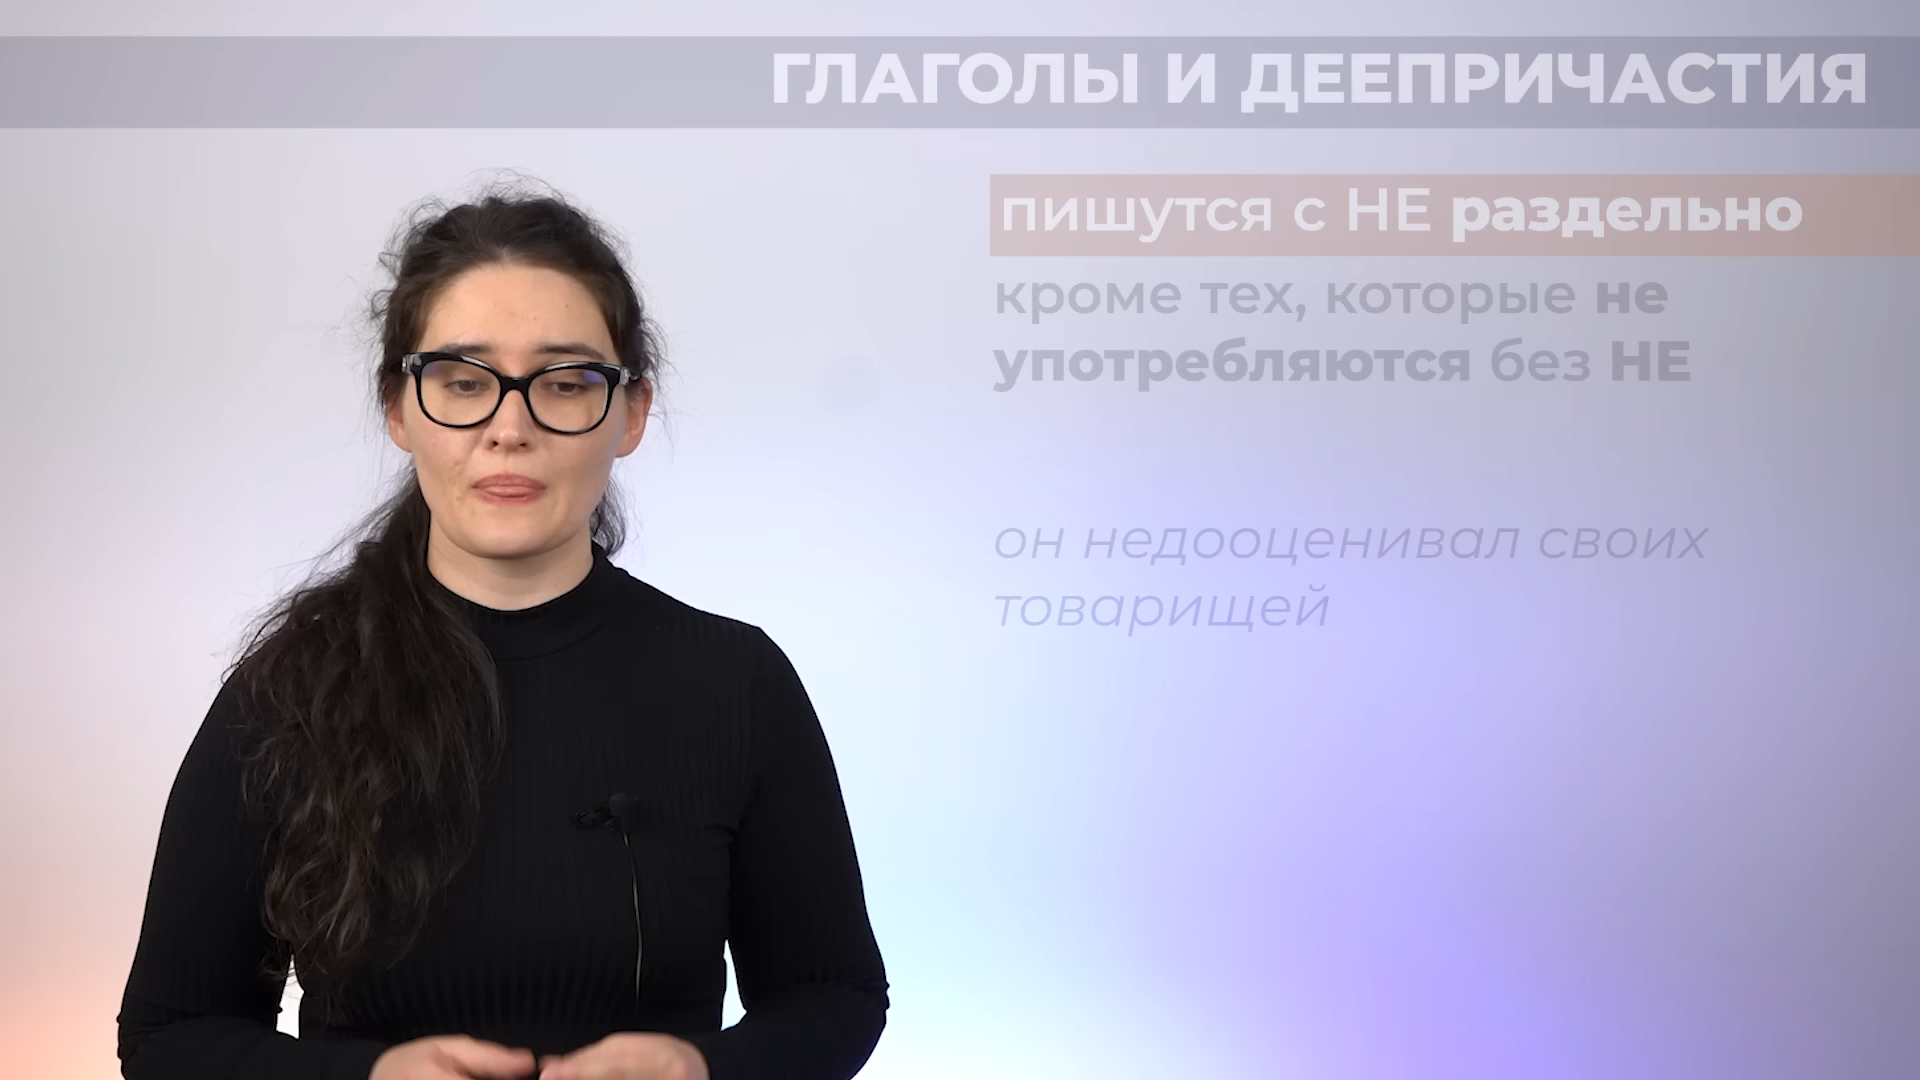 ГЛАГОЛЫ И ДЕЕПРИЧАСТИЯ
пишутся с НЕ раздельно
кроме тех, которые не
употребляются без НЕ
он недооценивал своих
товарищей